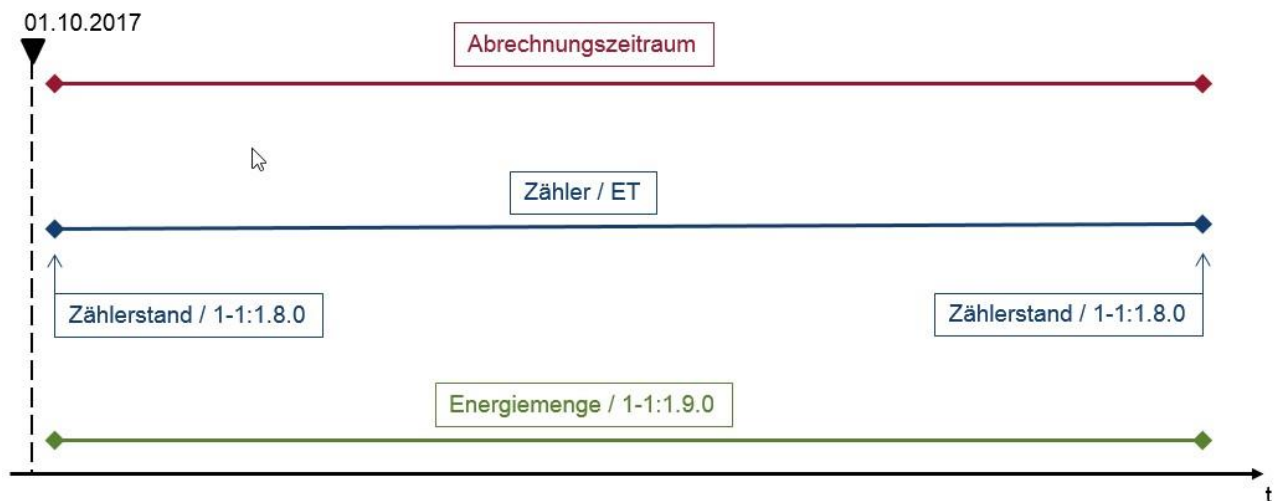 01.10.2017
Abrechnungszeitraum
Zähler / ET
Zählerstand / 1-1:1.8.0
Zählerstand / 1-1:1.8.0
Energiemenge / 1-1:1.9.0
t